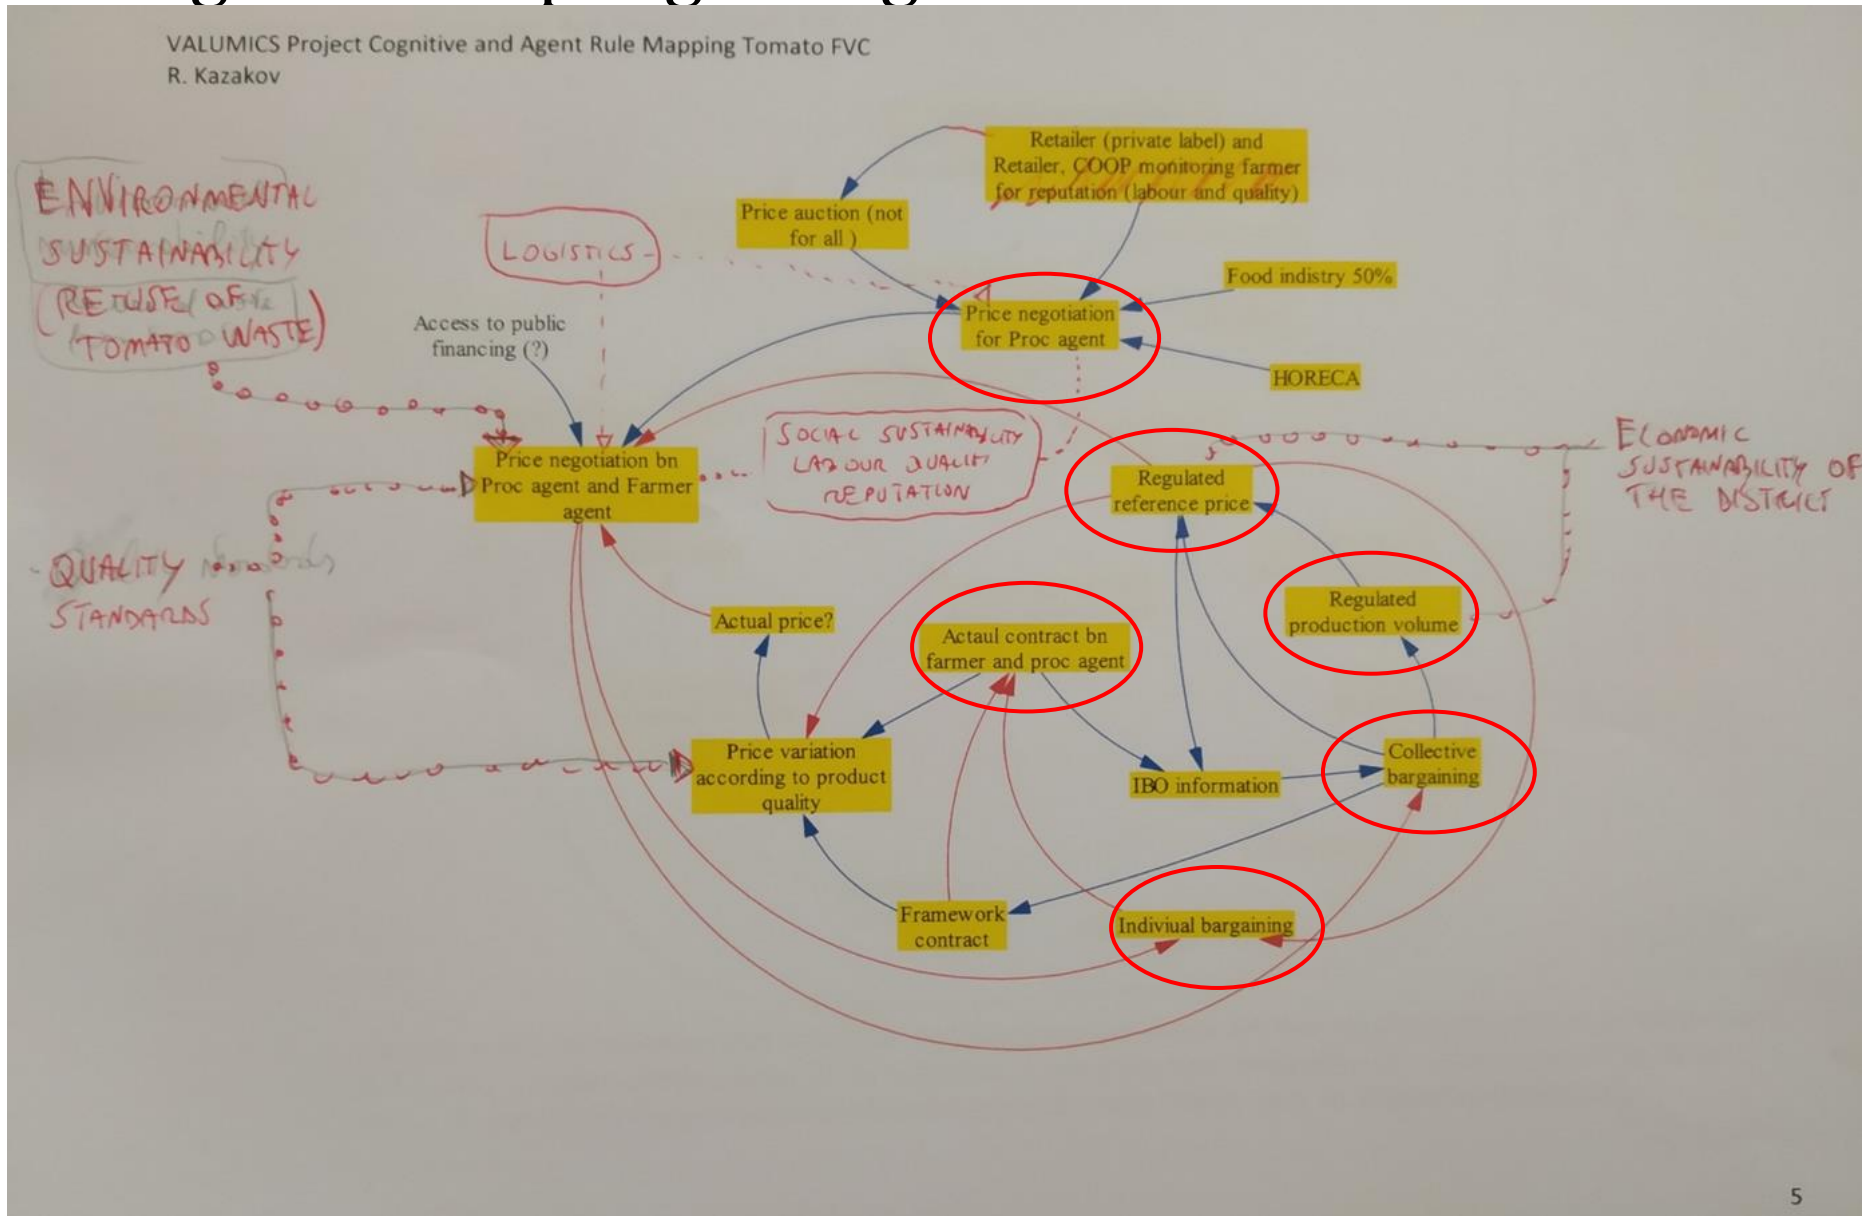 VALUMICS Project Cognitive and Agent Rule Mapping Tomato FVC
R. Kazakov
Retailer (private label) and
Retailer, COOP monitoring farmer
for reputation (labour and quality)
Price auction (not
for all )
ENVIRONMENTAL
SUSTAINABILITY
(REUSE OF
TOMATO WASTE)
LOGISTICS
Food indistry 50%
Access to public
financing (?)
Price negotiation
for Proc agent
HORECA
Price negotiation bn
Proc agent and Farmer
agent
SOCIAL SUSTAINABILITY
LABOUR QUALITY
REPUTATION
Regulated
reference price
ECONOMIC
SUSTAINABILITY OF
THE DISTRICT
QUALITY
STANDARDS
Actual price?
Actaul contract bn
farmer and proc agent
Regulated
production volume
Price variation
according to product
quality
IBO information
Collective
bargaining
Framework
contract
Indiviual bargaining
5